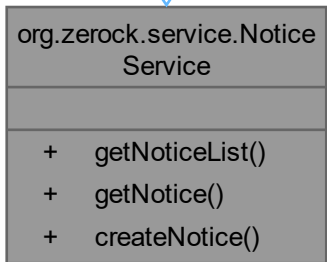 org.zerock.service.Notice
Service
+ getNoticeList()
+ getNotice()
+ createNotice()